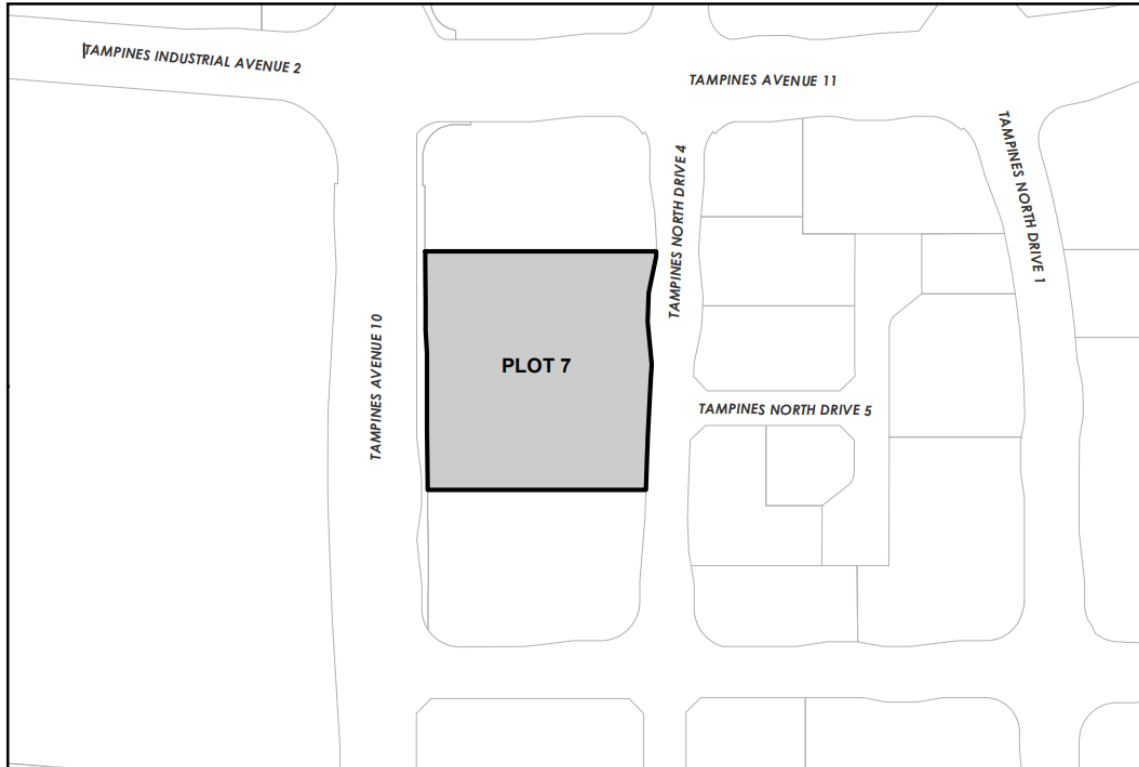 TAMPINES INDUSTRIAL AVENUE 2
TAMPINES AVENUE 11
TAMPINES NORTH DRIVE 1
TAMPINES NORTH DRIVE 4
TAMPINES AVENUE 10
PLOT 7
TAMPINES NORTH DRIVE 5